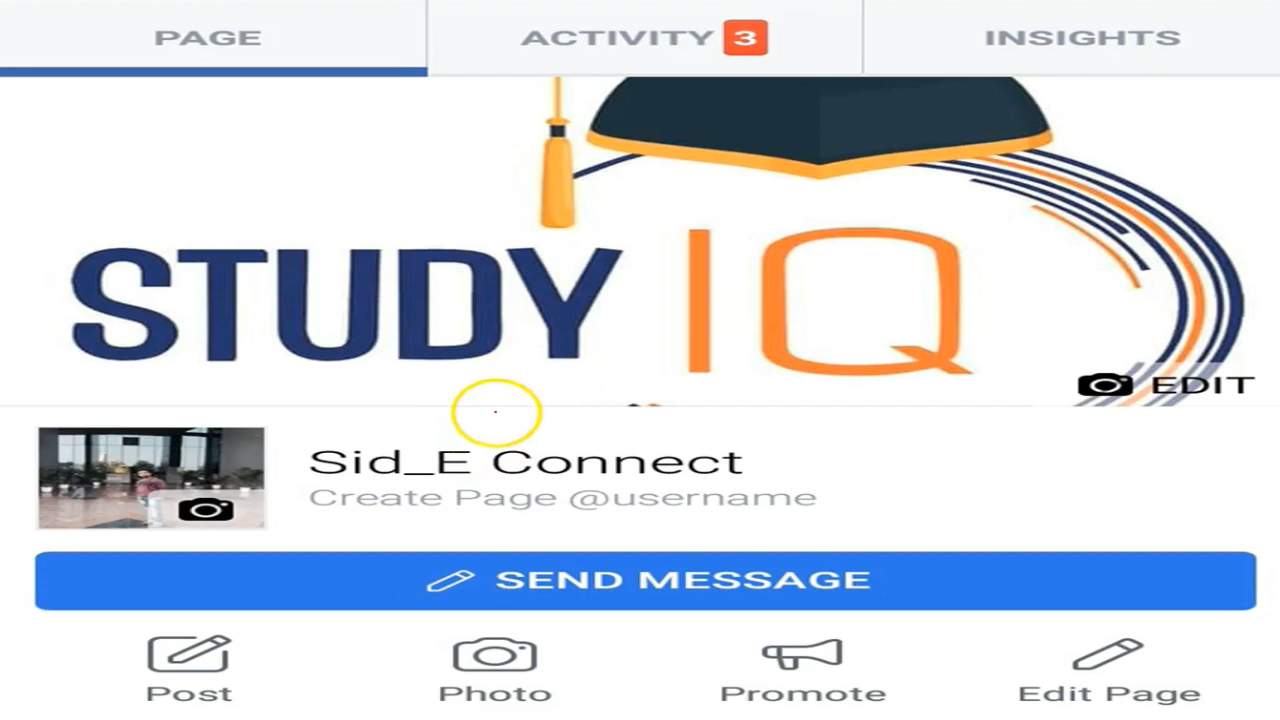 PAGE
ACTIVITY 3
INSIGHTS
STUDY IQ
EDIT
Sid_E Connect
Create Page @username
SEND MESSAGE
Post
Photo
Promote
Edit Page